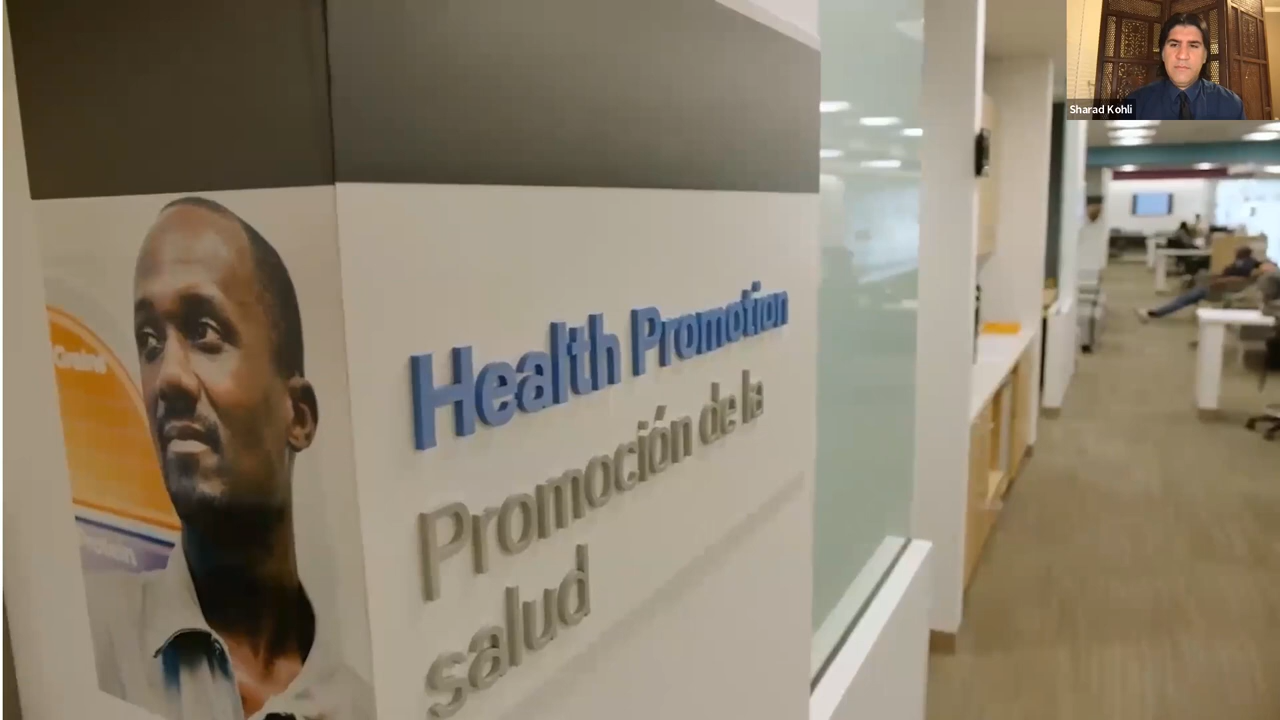 Sharad Kohli
Health Promotion
Promoción de la
salud